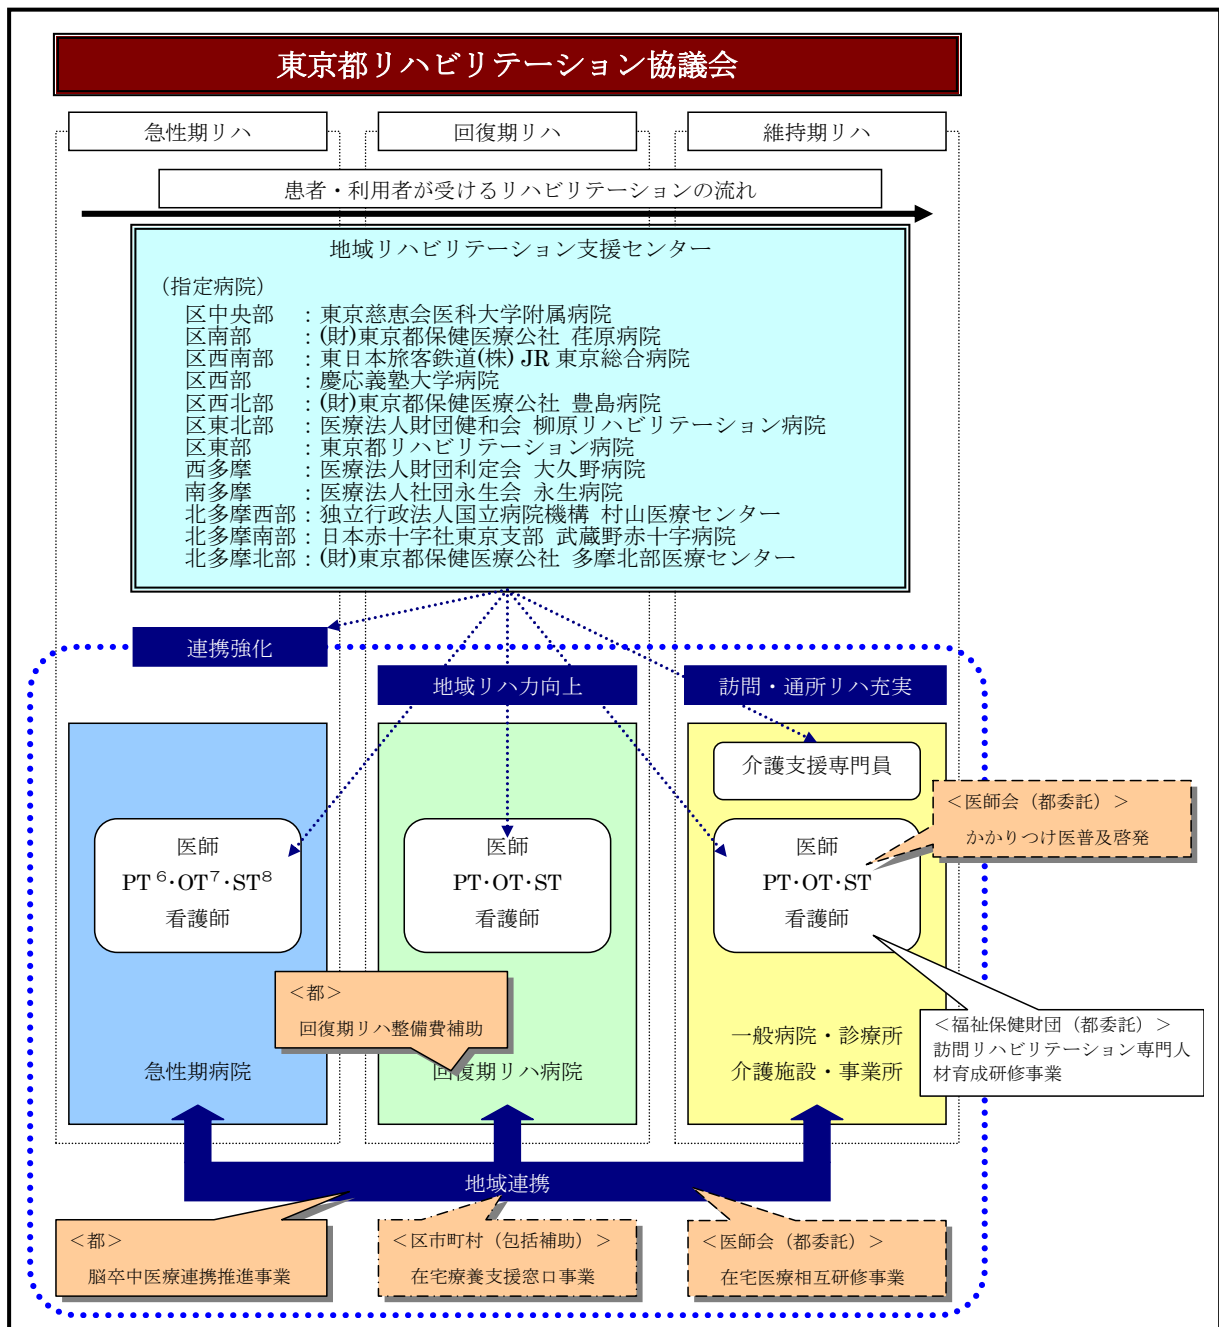 東京都リハビリテーション協議会
急性期リハ
回復期リハ
維持期リハ
患者・利用者が受けるリハビリテーションの流れ
地域リハビリテーション支援センター
（指定病院）
区中央部 ：東京慈恵会医科大学附属病院
区南部 ：(財)東京都保健医療公社 荏原病院
区西南部 ：東日本旅客鉄道(株) JR 東京総合病院
区西部 ：慶応義塾大学病院
区西北部 ：(財)東京都保健医療公社 豊島病院
区東北部 ：医療法人財団健和会 柳原リハビリテーション病院
区東部 ：東京都リハビリテーション病院
西多摩 ：医療法人財団利定会 大久野病院
南多摩 ：医療法人社団永生会 永生病院
北多摩西部：独立行政法人国立病院機構 村山医療センター
北多摩南部：日本赤十字社東京支部 武蔵野赤十字病院
北多摩北部：(財)東京都保健医療公社 多摩北部医療センター
連携強化
地域リハ力向上
訪問・通所リハ充実
医師
PT⁶・OT⁷・ST⁸
看護師
急性期病院
医師
PT・OT・ST
看護師
＜都＞
回復期リハ整備費補助
回復期リハ病院
介護支援専門員
医師
PT・OT・ST
看護師
＜医師会（都委託）＞
かかりつけ医普及啓発
＜福祉保健財団（都委託）＞
訪問リハビリテーション専門人
材育成研修事業
一般病院・診療所
介護施設・事業所
地域連携
＜都＞
脳卒中医療連携推進事業
＜区市町村（包括補助）＞
在宅療養支援窓口事業
＜医師会（都委託）＞
在宅医療相互研修事業